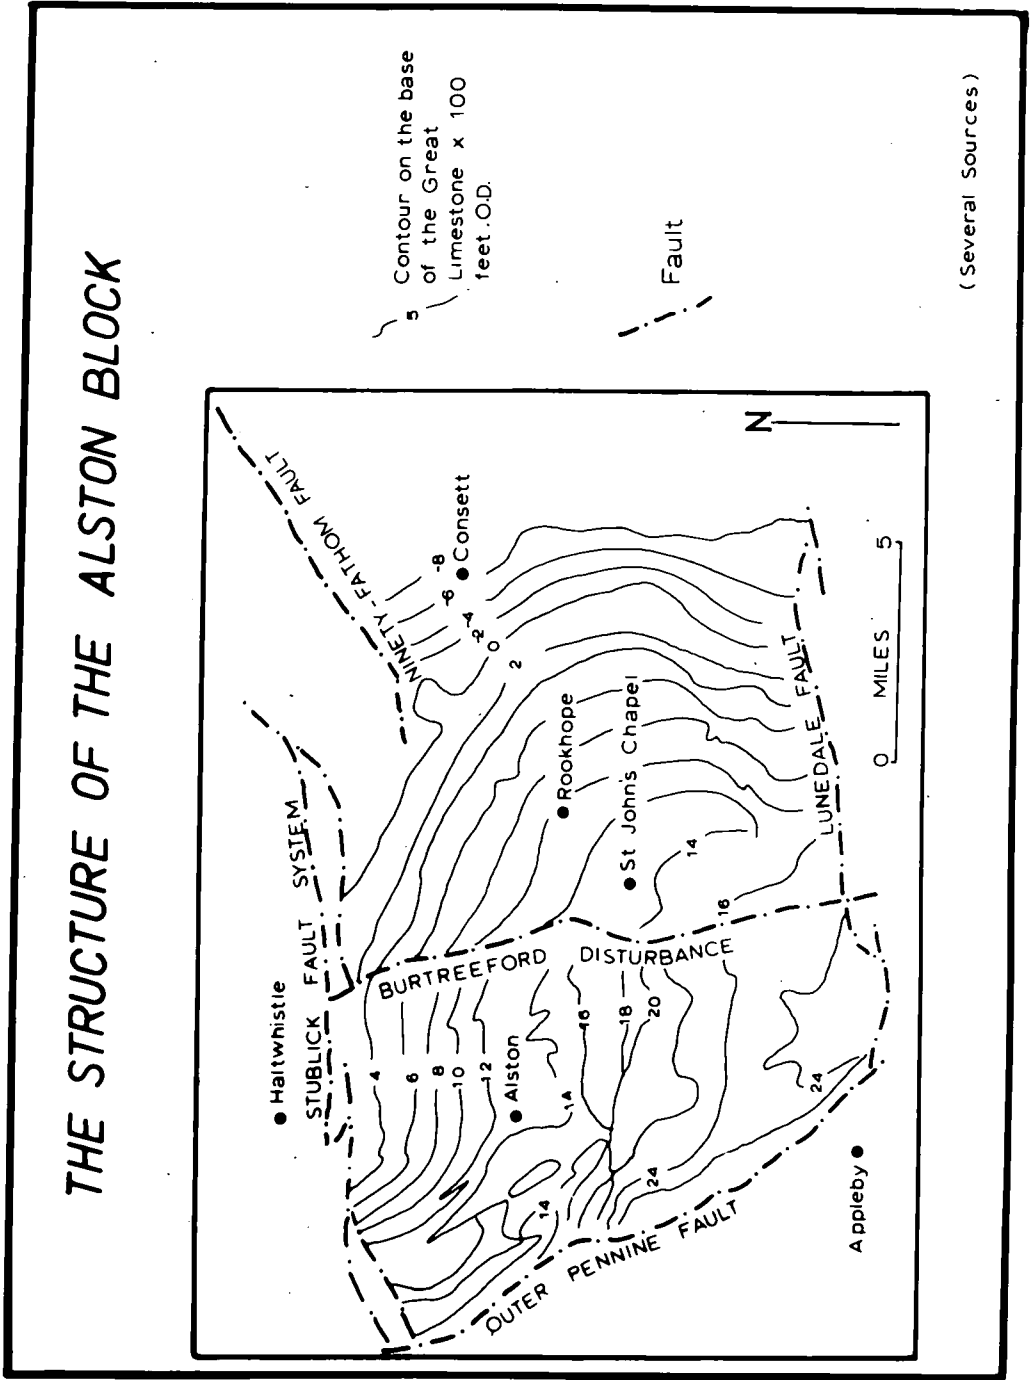 THE STRUCTURE OF THE ALSTON BLOCK
Haltwhistle
STUBLICK FAULT SYSTEM
NINETY-FATHOM FAULT
4
6
8
10
12
BURTREEFORD DISTURBANCE
-8
-6
-4
-2
0
2
Consett
Alston
14
Rookhope
16
18
20
St John's Chapel
14
14
24
16
24
OUTER PENNINE FAULT
LUNEDALE FAULT
Appleby
N
0 MILES 5
5
Contour on the base
of the Great
Limestone x 100
feet.O.D.
Fault
(Several Sources)